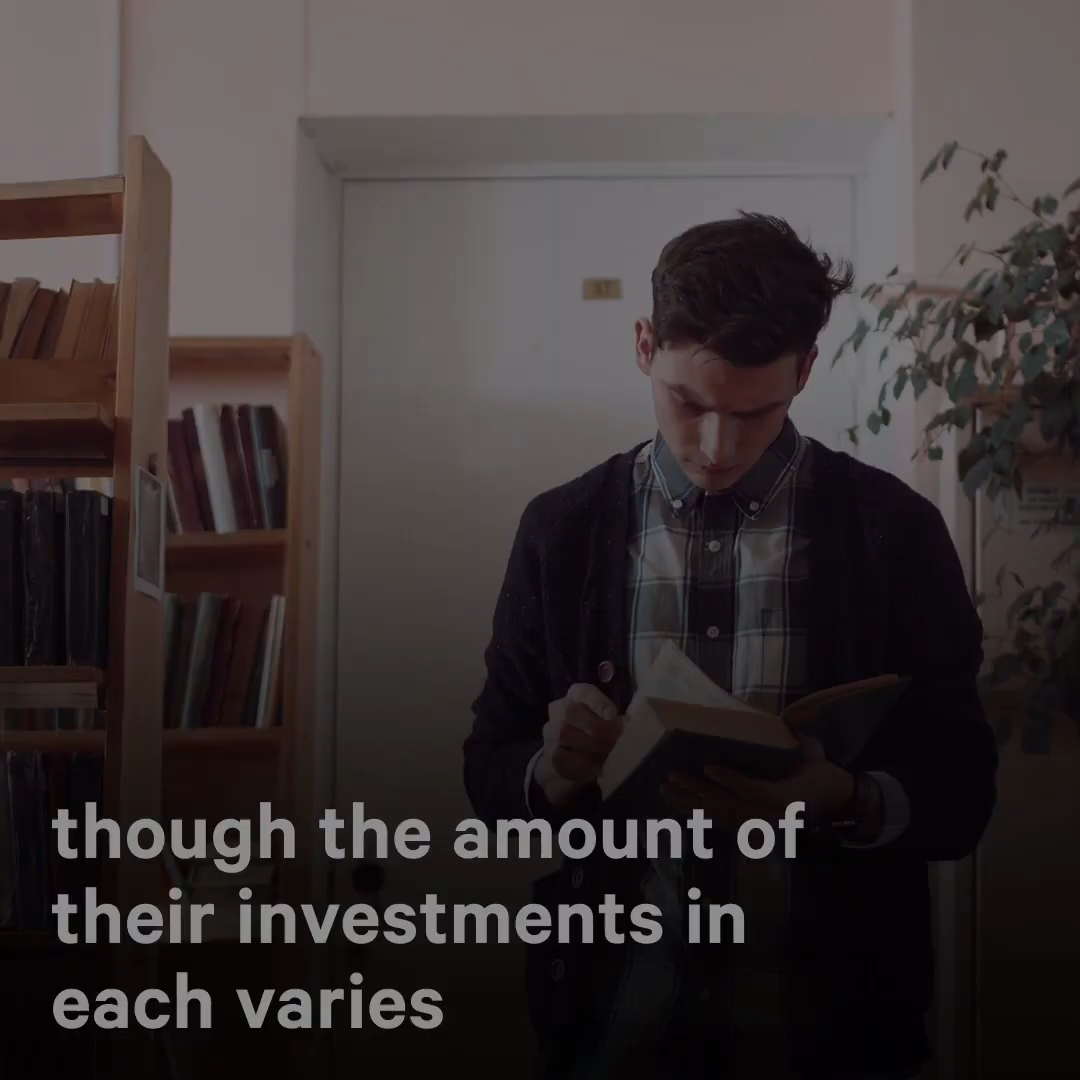 though the amount of
their investments in
each varies